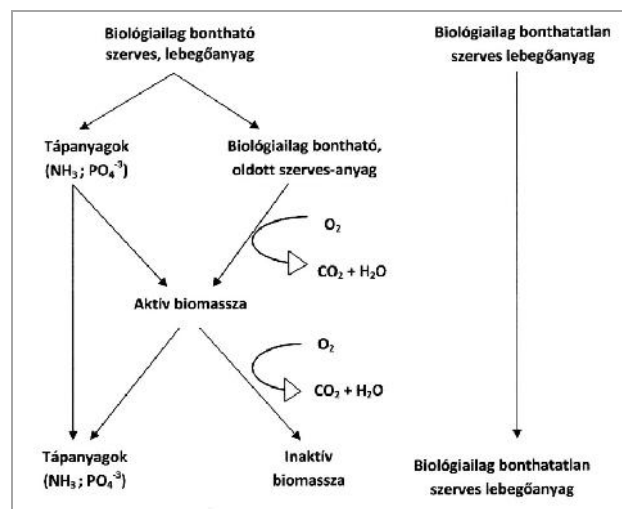 Biológiailag bontható
szerves, lebegőanyag
Biológiailag bonthatatlan
szerves lebegőanyag
Tápanyagok
(NH₃ ; PO₄⁻³)
Biológiailag bontható,
oldott szerves-anyag
O₂
CO₂ + H₂O
Aktív biomassza
O₂
CO₂ + H₂O
Tápanyagok
(NH₃ ; PO₄⁻³)
Inaktív
biomassza
Biológiailag bonthatatlan
szerves lebegőanyag